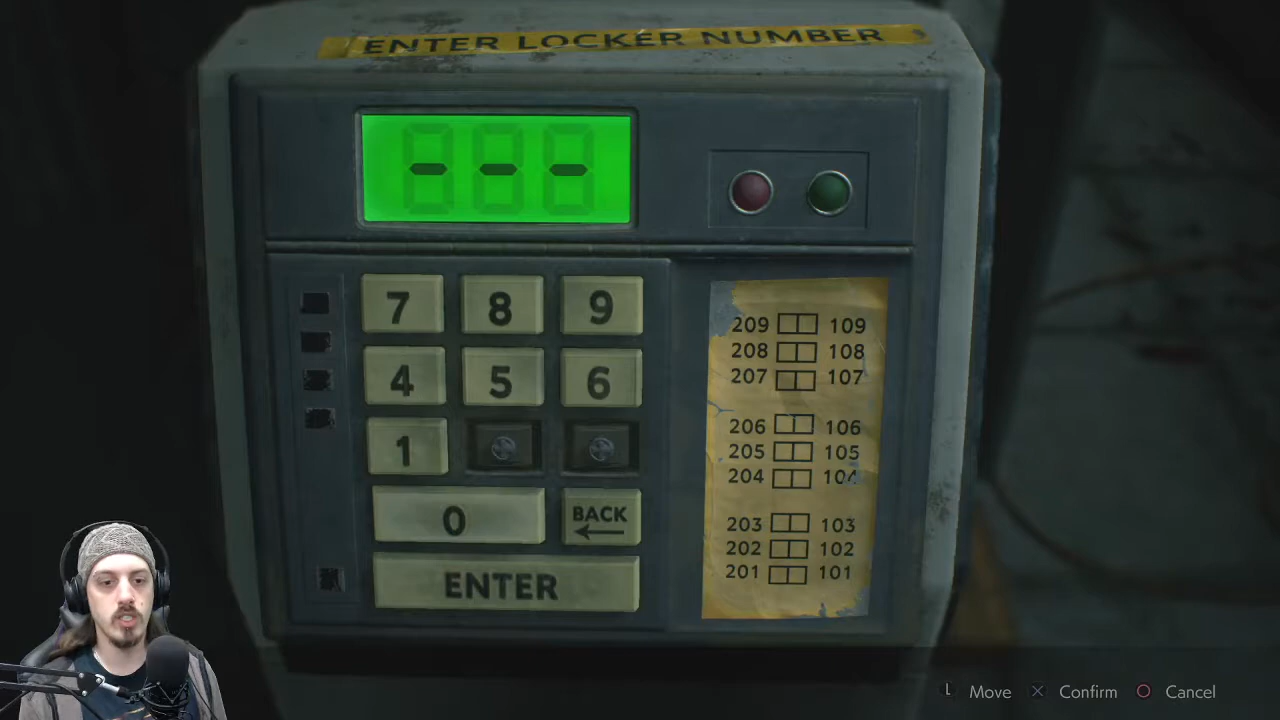 ENTER LOCKER NUMBER
7 8 9
4 5 6
1
0 BACK
ENTER
209 109
208 108
207 107
206 106
205 105
204 104
203 103
202 102
201 101
L Move Confirm Cancel